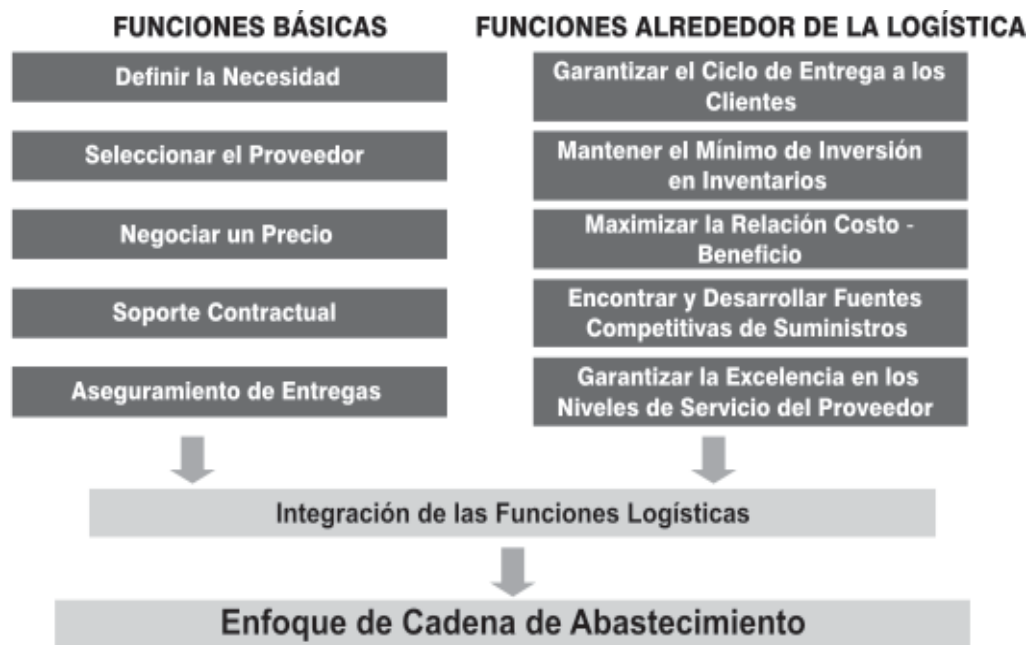 FUNCIONES BÁSICAS
Definir la Necesidad
Seleccionar el Proveedor
Negociar un Precio
Soporte Contractual
Aseguramiento de Entregas
FUNCIONES ALREDEDOR DE LA LOGÍSTICA
Garantizar el Ciclo de Entrega a los
Clientes
Mantener el Mínimo de Inversión
en Inventarios
Maximizar la Relación Costo -
Beneficio
Encontrar y Desarrollar Fuentes
Competitivas de Suministros
Garantizar la Excelencia en los
Niveles de Servicio del Proveedor
Integración de las Funciones Logísticas
Enfoque de Cadena de Abastecimiento